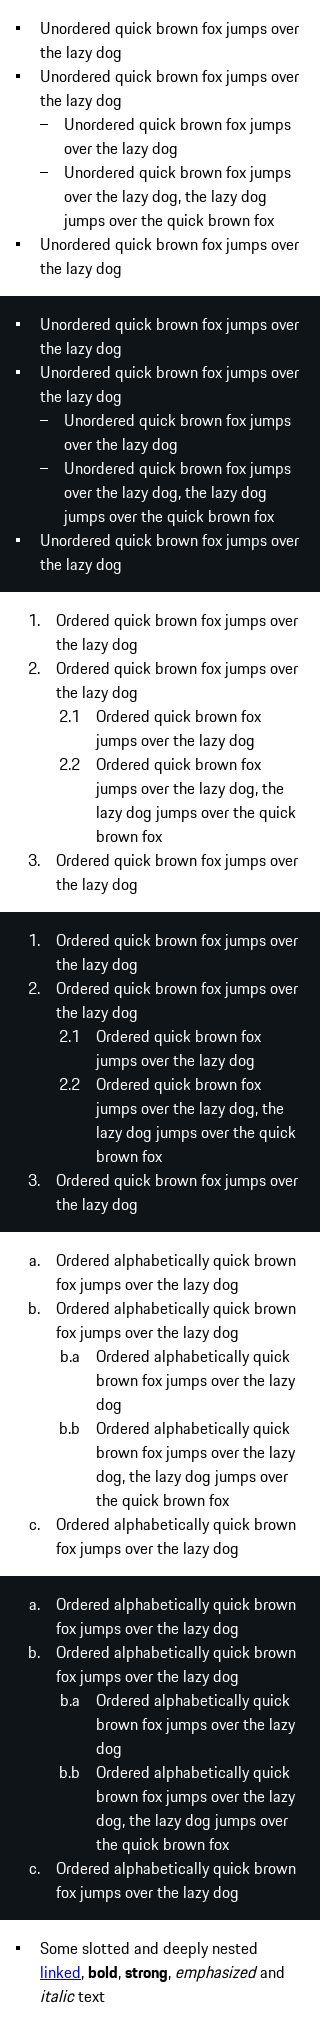 ▪ Unordered quick brown fox jumps over
the lazy dog
▪ Unordered quick brown fox jumps over
the lazy dog
– Unordered quick brown fox jumps
over the lazy dog
– Unordered quick brown fox jumps
over the lazy dog, the lazy dog
jumps over the quick brown fox
▪ Unordered quick brown fox jumps over
the lazy dog
▪ Unordered quick brown fox jumps over
the lazy dog
▪ Unordered quick brown fox jumps over
the lazy dog
– Unordered quick brown fox jumps
over the lazy dog
– Unordered quick brown fox jumps
over the lazy dog, the lazy dog
jumps over the quick brown fox
▪ Unordered quick brown fox jumps over
the lazy dog
1. Ordered quick brown fox jumps over
the lazy dog
2. Ordered quick brown fox jumps over
the lazy dog
2.1 Ordered quick brown fox
jumps over the lazy dog
2.2 Ordered quick brown fox
jumps over the lazy dog, the
lazy dog jumps over the quick
brown fox
3. Ordered quick brown fox jumps over
the lazy dog
1. Ordered quick brown fox jumps over
the lazy dog
2. Ordered quick brown fox jumps over
the lazy dog
2.1 Ordered quick brown fox
jumps over the lazy dog
2.2 Ordered quick brown fox
jumps over the lazy dog, the
lazy dog jumps over the quick
brown fox
3. Ordered quick brown fox jumps over
the lazy dog
a. Ordered alphabetically quick brown
fox jumps over the lazy dog
b. Ordered alphabetically quick brown
fox jumps over the lazy dog
b.a Ordered alphabetically quick
brown fox jumps over the lazy
dog
b.b Ordered alphabetically quick
brown fox jumps over the lazy
dog, the lazy dog jumps over
the quick brown fox
c. Ordered alphabetically quick brown
fox jumps over the lazy dog
a. Ordered alphabetically quick brown
fox jumps over the lazy dog
b. Ordered alphabetically quick brown
fox jumps over the lazy dog
b.a Ordered alphabetically quick
brown fox jumps over the lazy
dog
b.b Ordered alphabetically quick
brown fox jumps over the lazy
dog, the lazy dog jumps over
the quick brown fox
c. Ordered alphabetically quick brown
fox jumps over the lazy dog
▪ Some slotted and deeply nested
linked, bold, strong, emphasized and
italic text